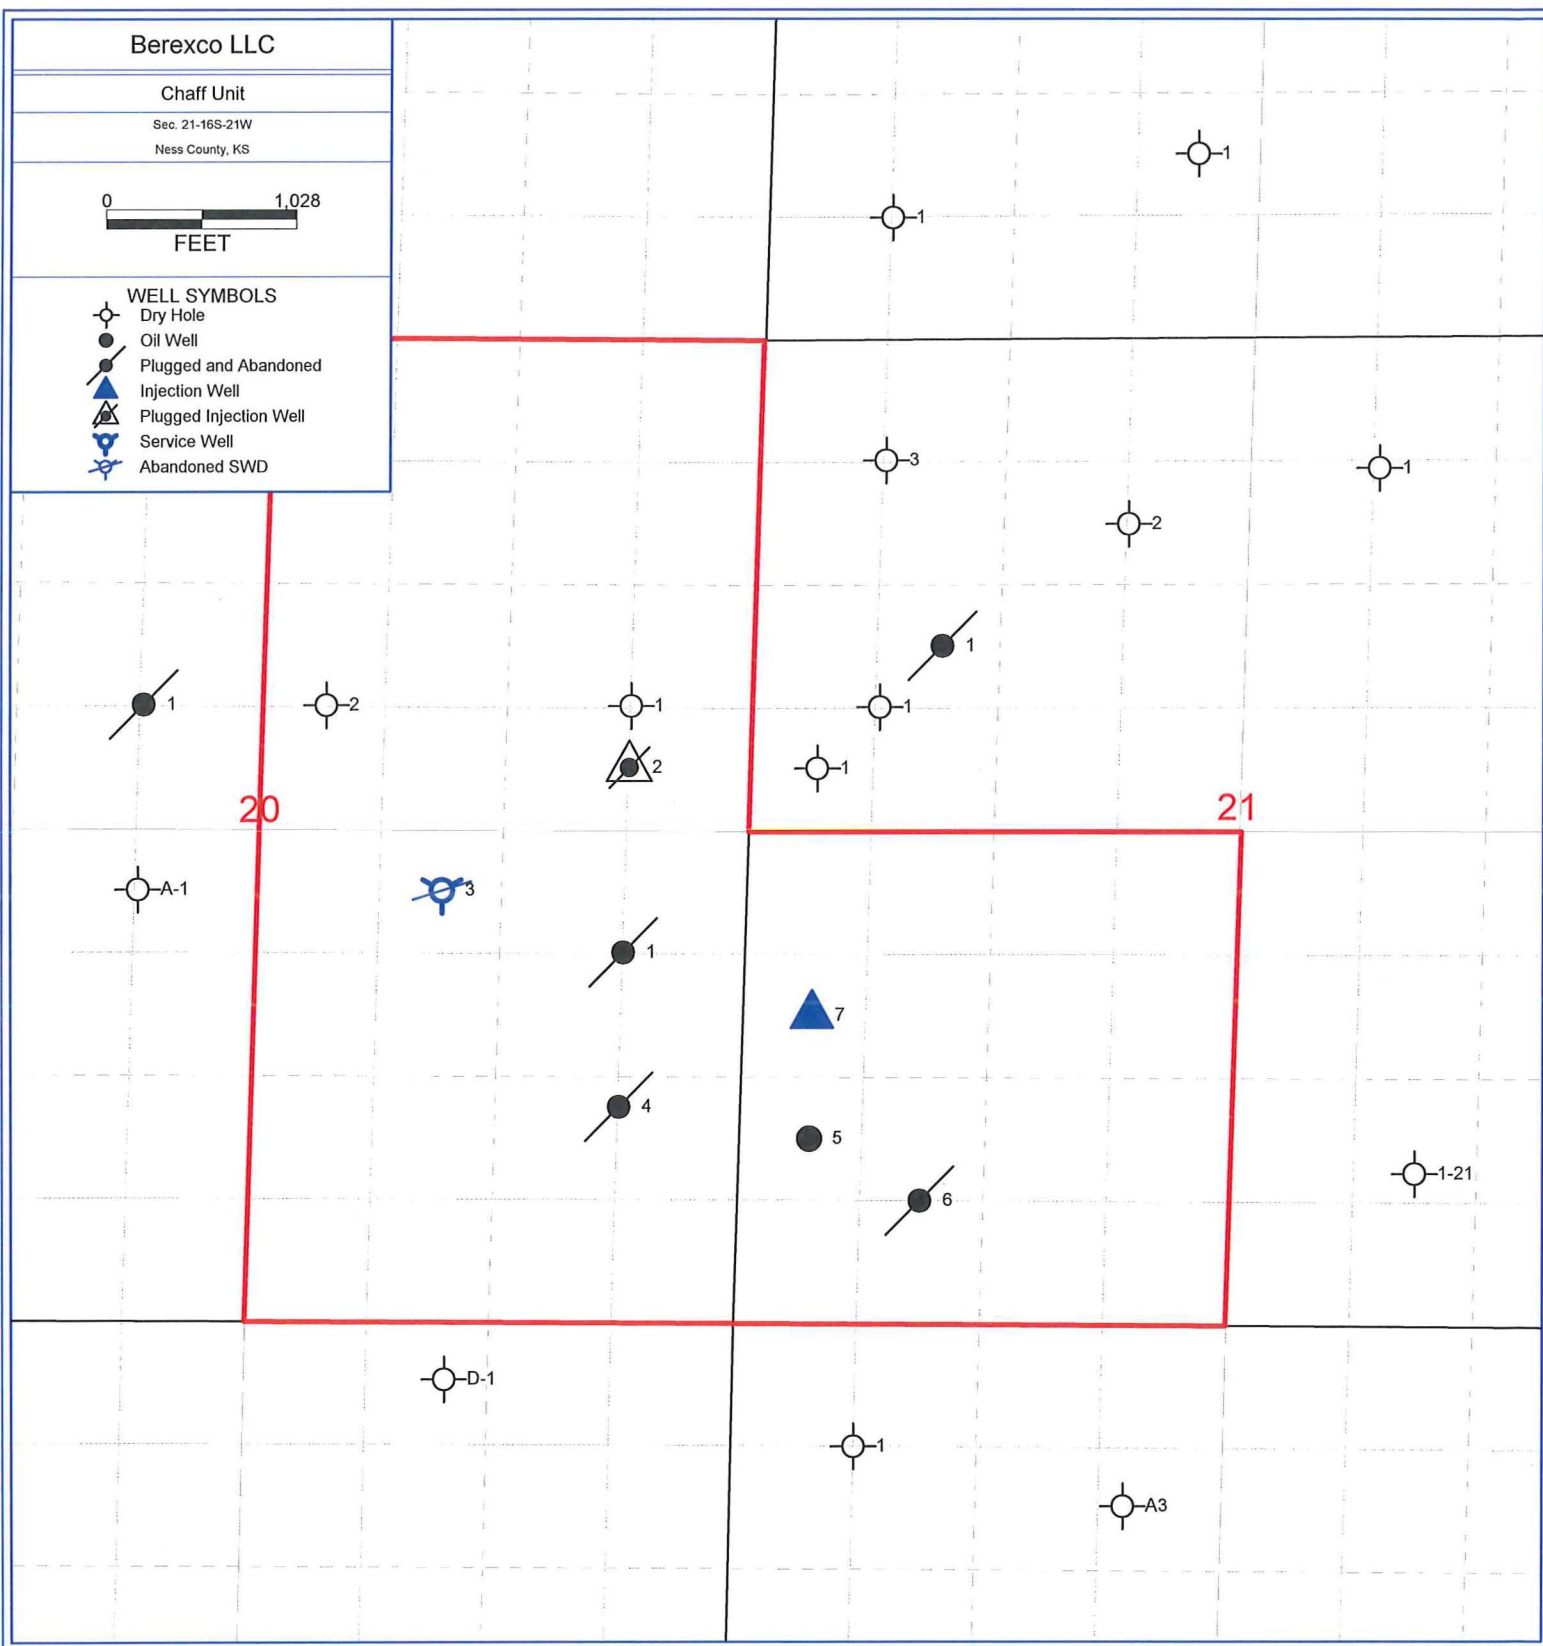 Berexco LLC
Chaff Unit
Sec. 21-16S-21W
Ness County, KS
0 1,028
FEET
WELL SYMBOLS
Dry Hole
Oil Well
Plugged and Abandoned
Injection Well
Plugged Injection Well
Service Well
Abandoned SWD
1
1
3
1
2
1
1
2
1
1
2
1
20
21
A-1
3
1
7
4
5
1-21
6
D-1
1
A3